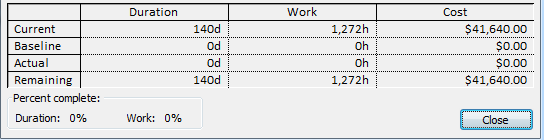 Duration Work Cost
Current 140d 1,272h $41,640.00
Baseline 0d 0h $0.00
Actual 0d 0h $0.00
Remaining 140d 1,272h $41,640.00
Percent complete:
Duration: 0% Work: 0% Close